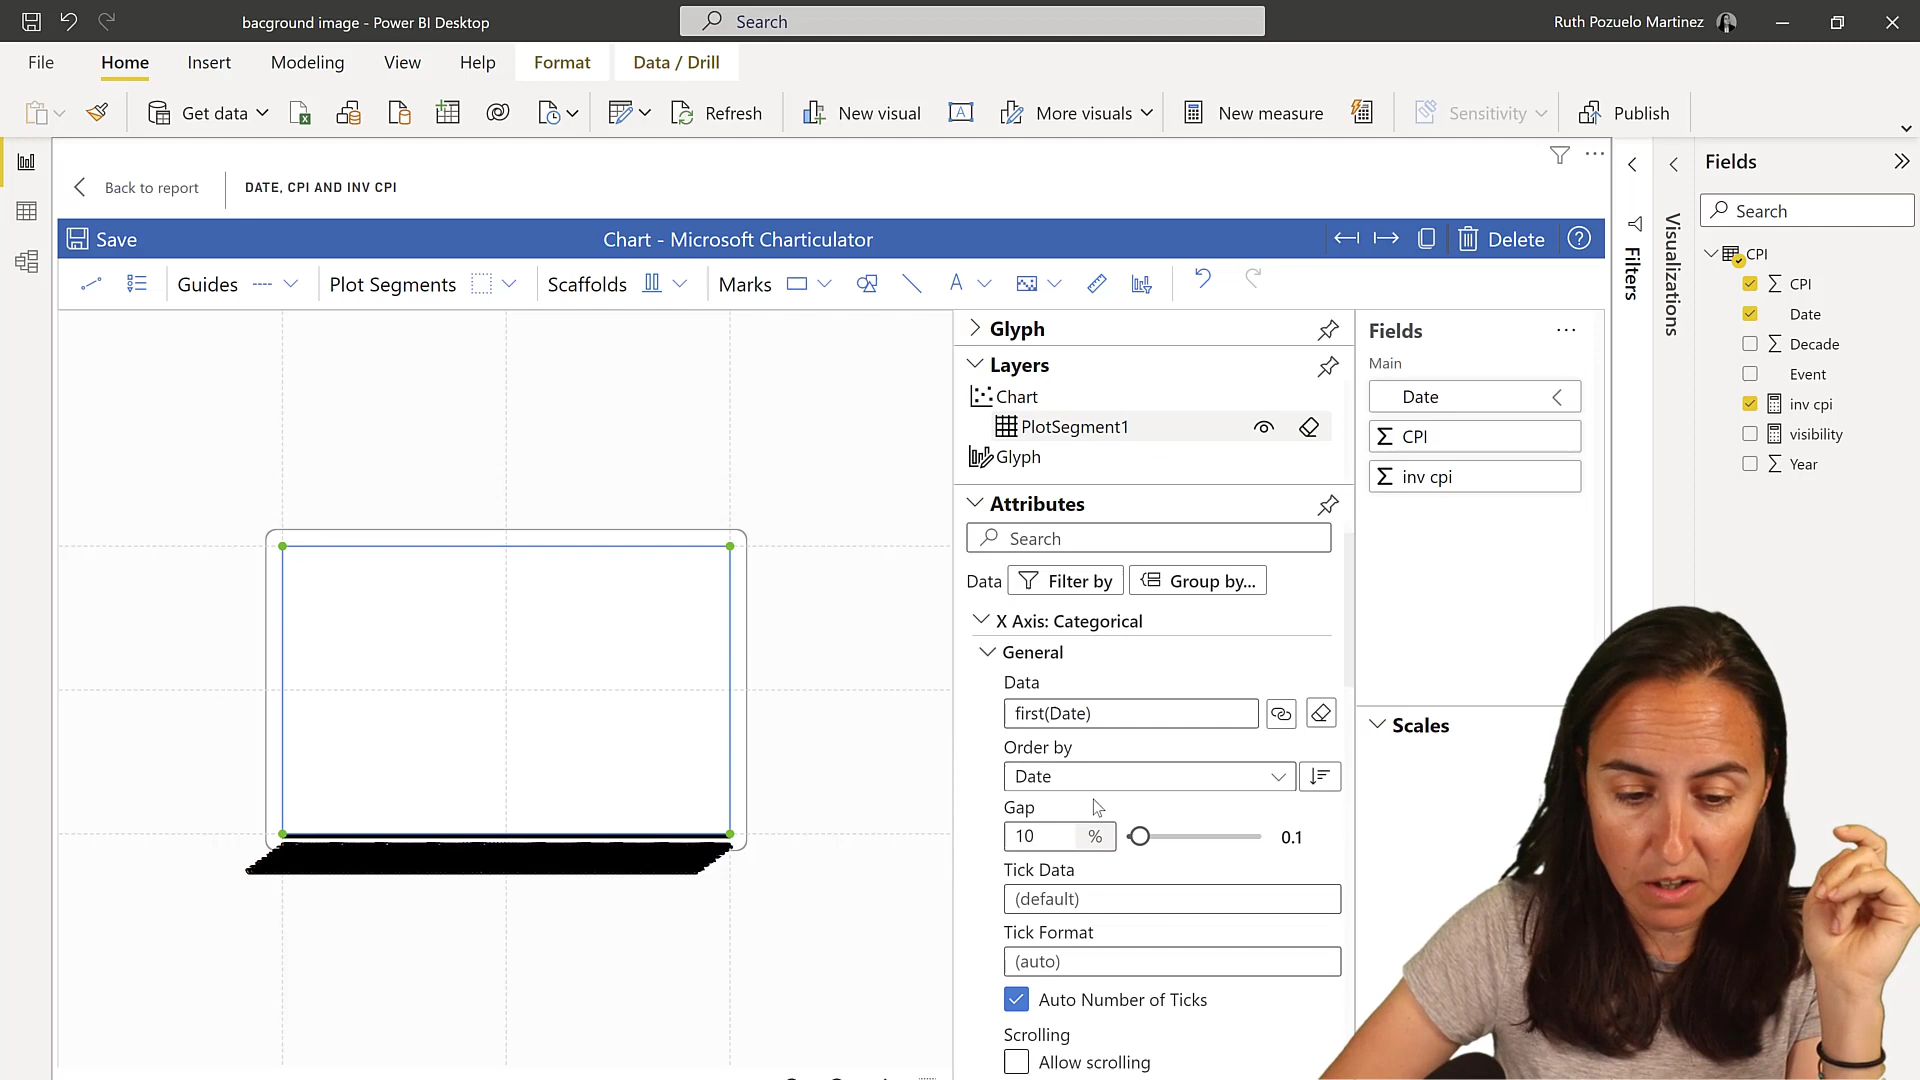 bacground image - Power BI Desktop
Search
Ruth Pozuelo Martinez
File
Home
Insert
Modeling
View
Help
Format
Data / Drill
Get data
Refresh
New visual
More visuals
New measure
Sensitivity
Publish
Back to report
DATE, CPI AND INV CPI
Save
Chart - Microsoft Charticulator
Delete
Guides
Plot Segments
Scaffolds
Marks
Glyph
Layers
Chart
PlotSegment1
Glyph
Attributes
Search
Data
Filter by
Group by...
X Axis: Categorical
General
Data
first(Date)
Order by
Date
Gap
10
%
0.1
Tick Data
(default)
Tick Format
(auto)
Auto Number of Ticks
Scrolling
Allow scrolling
Fields
Main
Date
CPI
inv cpi
Scales
Filters
Visualizations
Fields
Search
CPI
CPI
Date
Decade
Event
inv cpi
visibility
Year